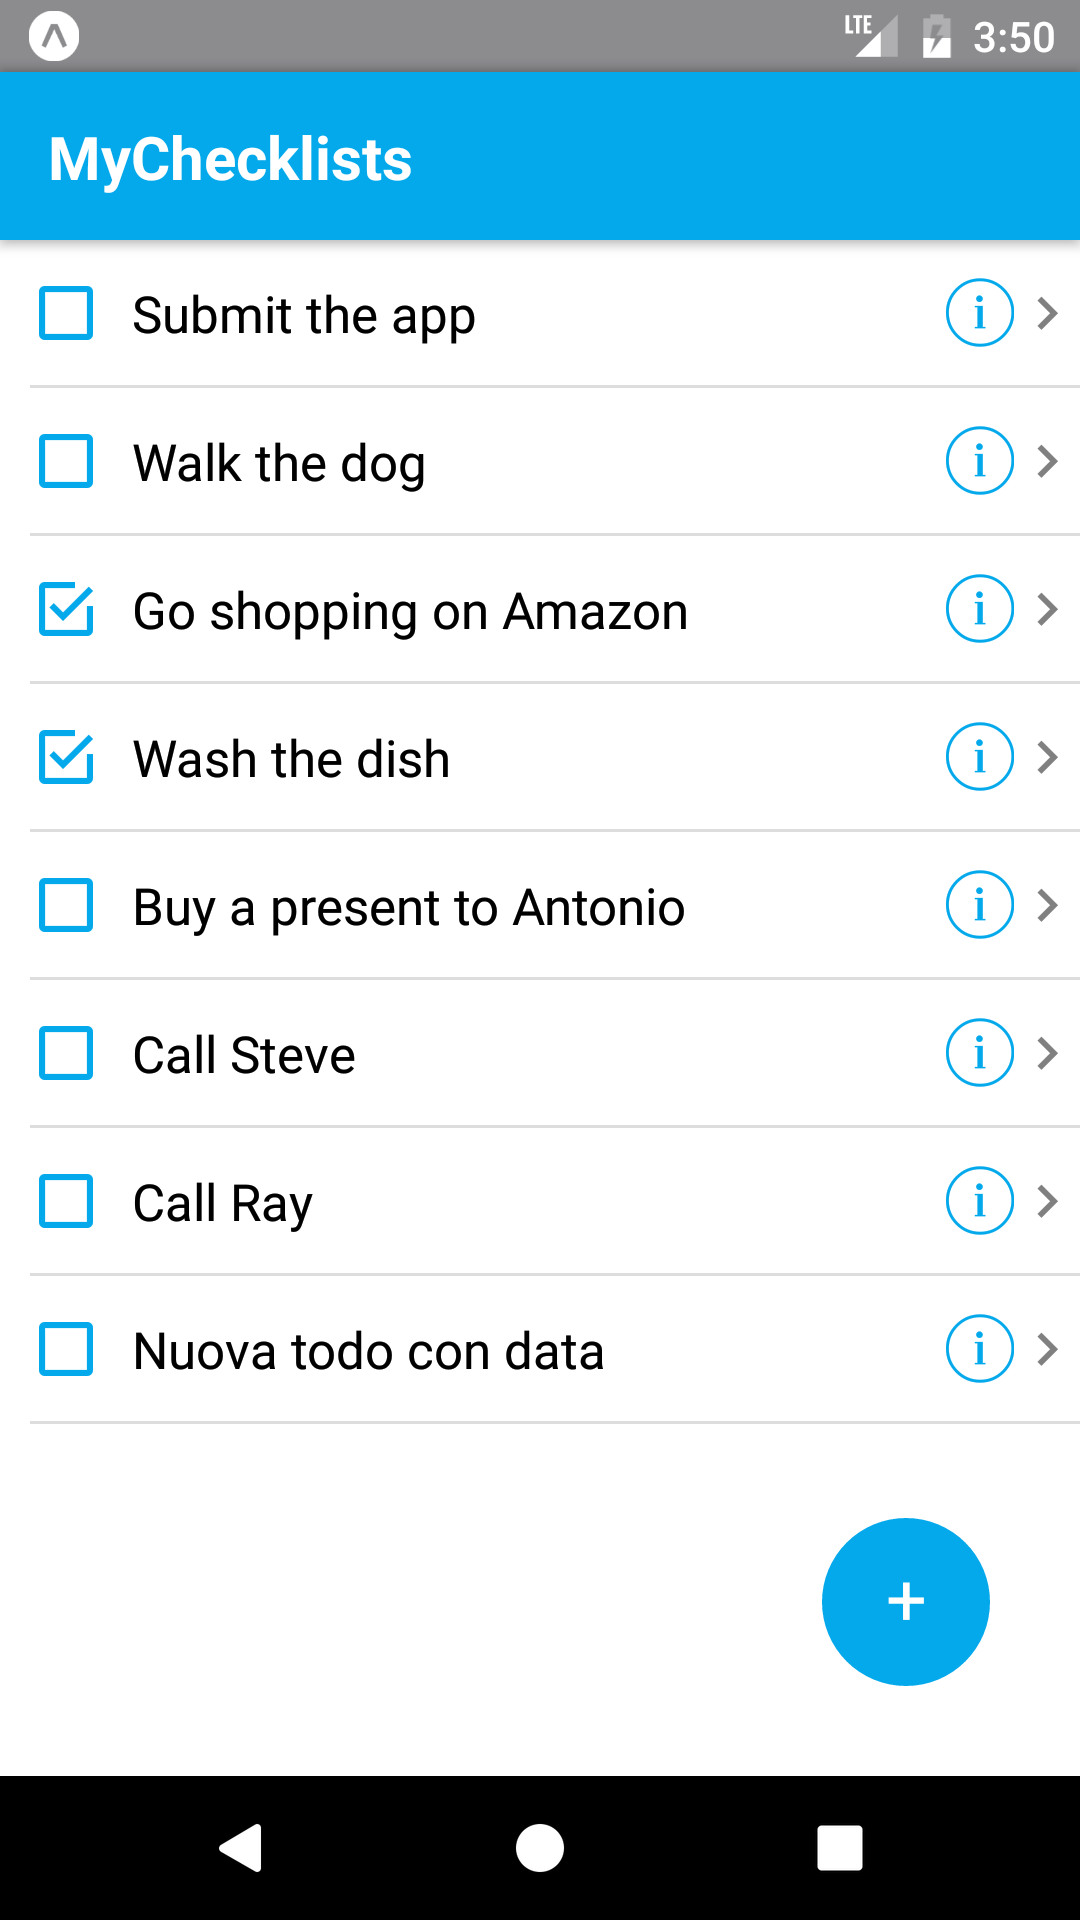 LTE 3:50
MyChecklists
Submit the app
Walk the dog
Go shopping on Amazon
Wash the dish
Buy a present to Antonio
Call Steve
Call Ray
Nuova todo con data
+